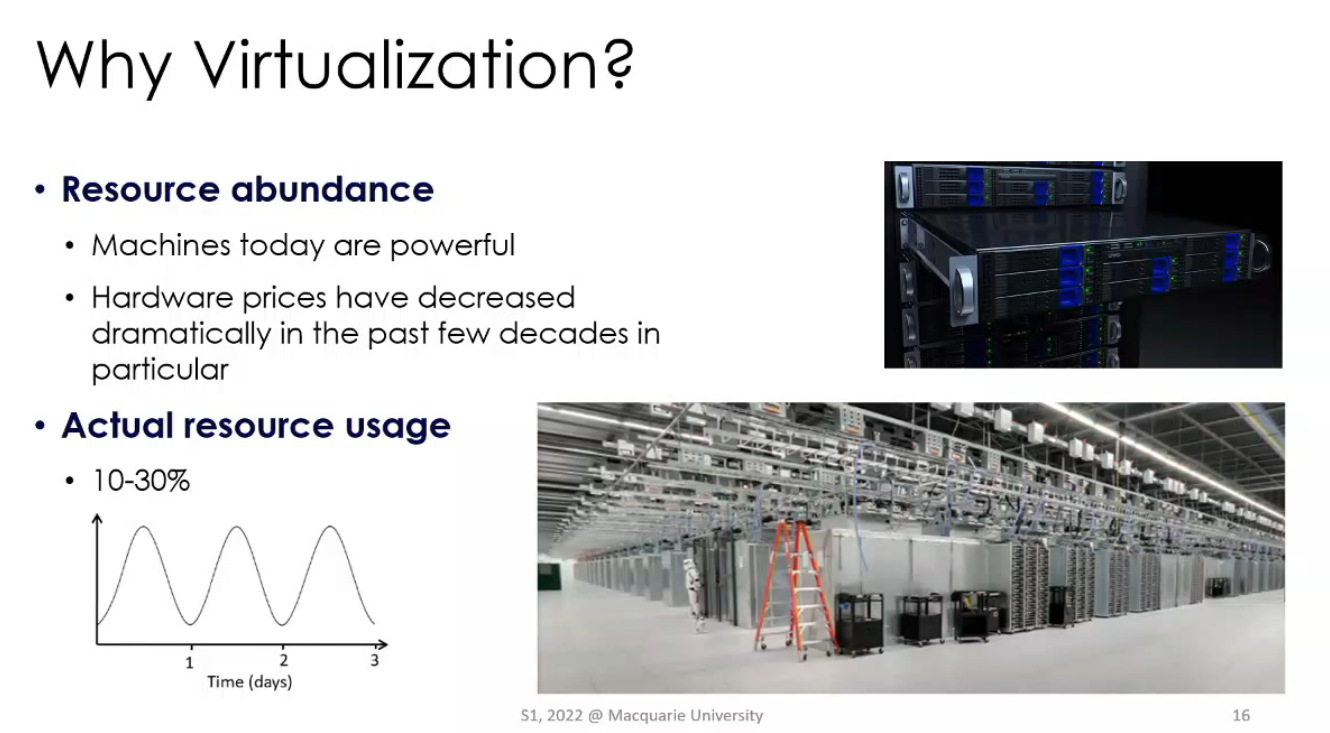 Why Virtualization?
• Resource abundance
• Machines today are powerful
• Hardware prices have decreased
dramatically in the past few decades in
particular
• Actual resource usage
• 10-30%
1 2 3
Time (days)
S1, 2022 @ Macquarie University
16